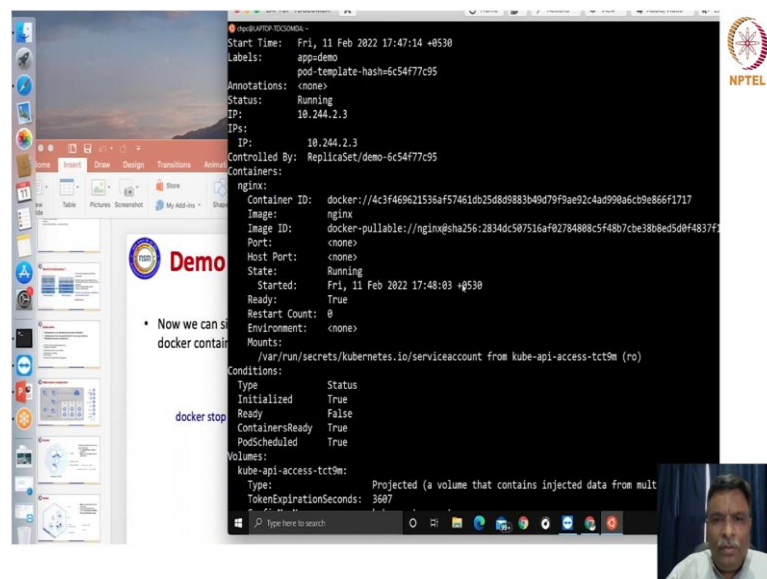 chpc@LAPTOP-TDCSOMDA: ~
Start Time: Fri, 11 Feb 2022 17:47:14 +0530
Labels: app=demo
pod-template-hash=6c54f77c95
Annotations: <none>
Status: Running
IP: 10.244.2.3
IPs:
IP: 10.244.2.3
Controlled By: ReplicaSet/demo-6c54f77c95
Containers:
nginx:
Container ID: docker://4c3f469621536af57461db25d8d9883b49d79f9ae92c4ad990a6cb9e866f1717
Image: nginx
Image ID: docker-pullable://nginx@sha256:2834dc507516af02784808c5f48b7cbe38b8ed5d0f4837f1
Port: <none>
Host Port: <none>
State: Running
Started: Fri, 11 Feb 2022 17:48:03 +0530
Ready: True
Restart Count: 0
Environment: <none>
Mounts:
/var/run/secrets/kubernetes.io/serviceaccount from kube-api-access-tct9m (ro)
Conditions:
Type Status
Initialized True
Ready False
ContainersReady True
PodScheduled True
Volumes:
kube-api-access-tct9m:
Type: Projected (a volume that contains injected data from mult
TokenExpirationSeconds: 3607
Type here to search
NPTEL
Home Insert Draw Design Transitions Animat
Table Pictures Screenshot
Store
My Add-ins
Shape
nsm
Demo
• Now we can si
docker contain
docker stop